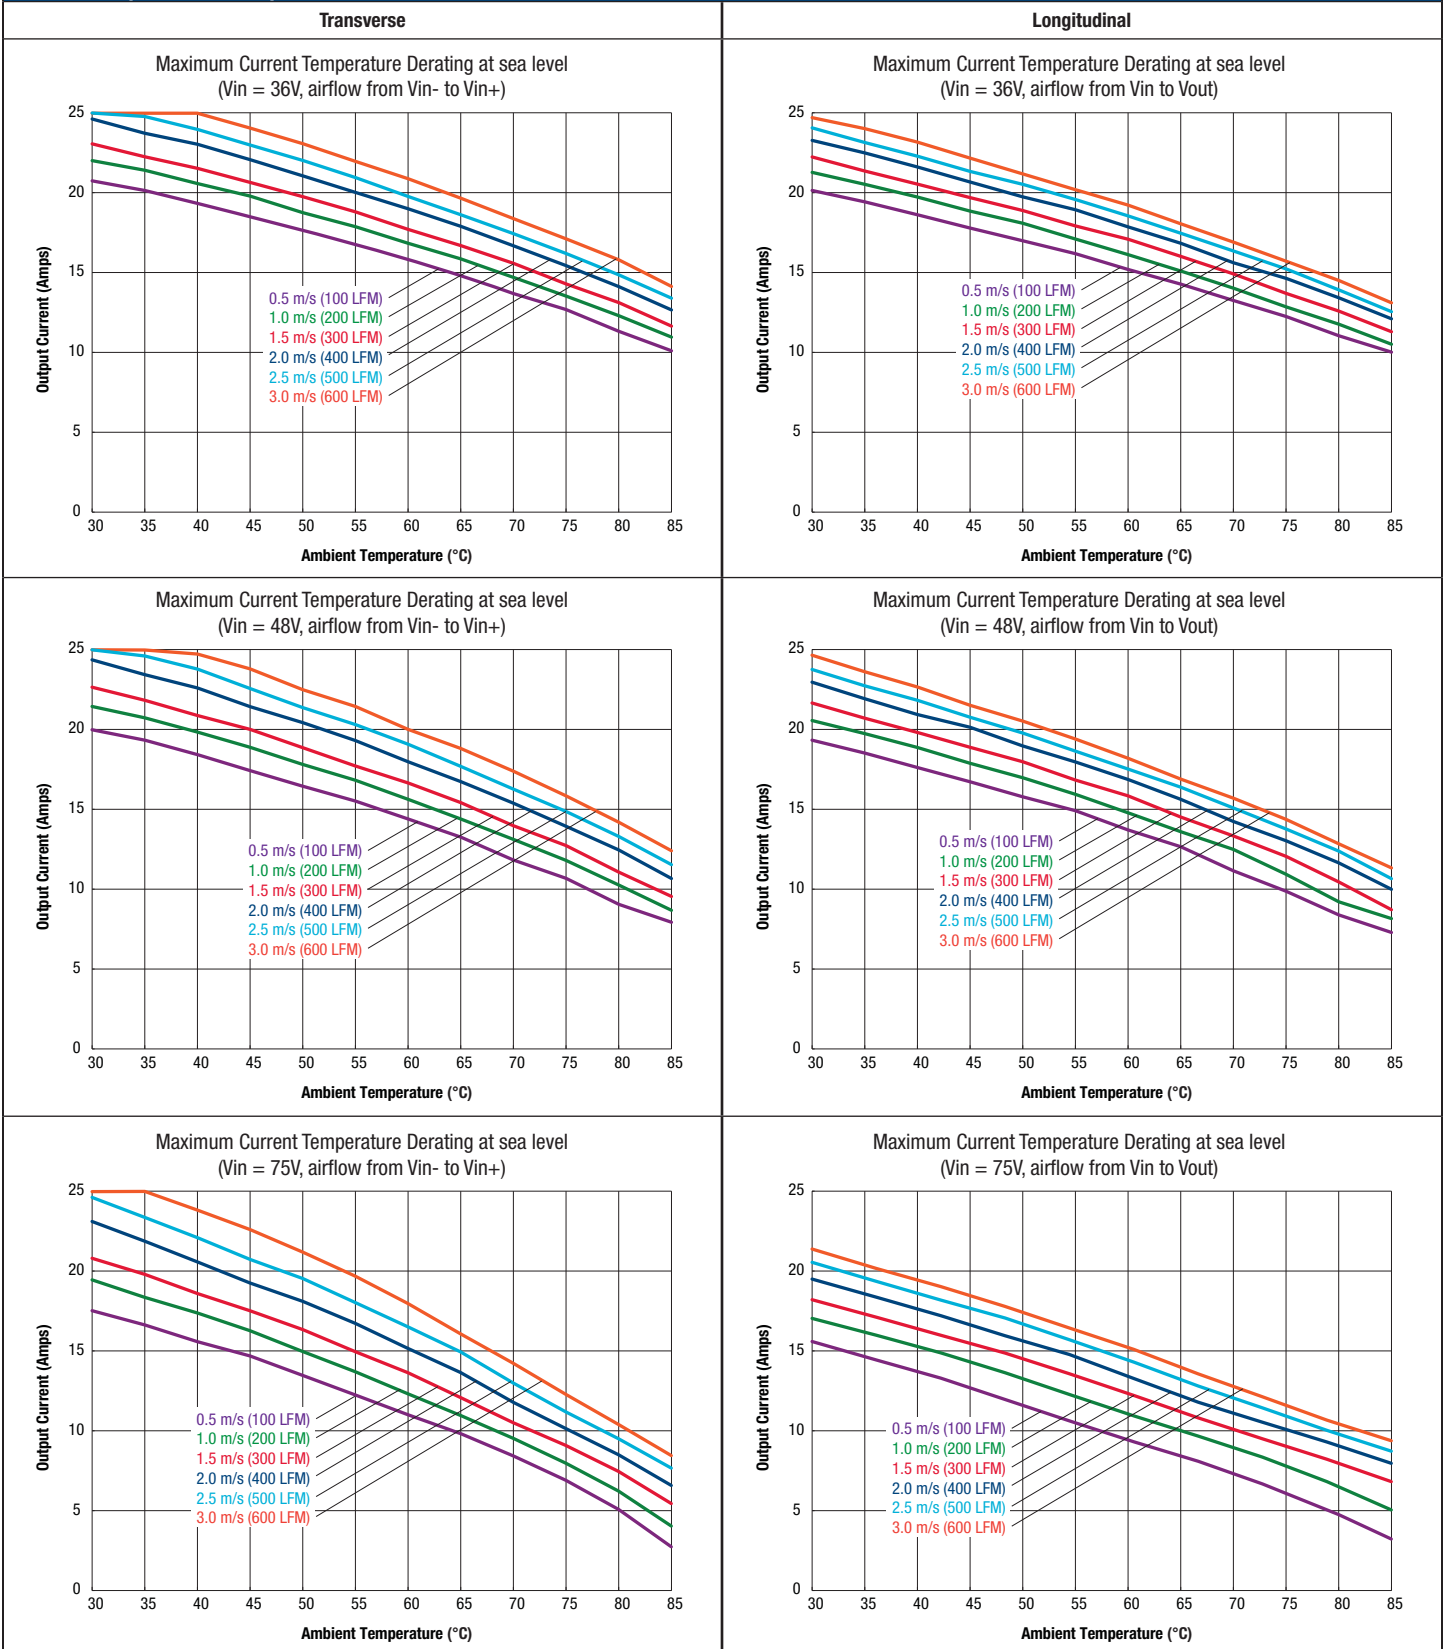 Transverse
Longitudinal
Maximum Current Temperature Derating at sea level
(Vin = 36V, airflow from Vin- to Vin+)
25
20
15
10
5
0
Output Current (Amps)
0.5 m/s (100 LFM)
1.0 m/s (200 LFM)
1.5 m/s (300 LFM)
2.0 m/s (400 LFM)
2.5 m/s (500 LFM)
3.0 m/s (600 LFM)
30 35 40 45 50 55 60 65 70 75 80 85
Ambient Temperature (°C)
Maximum Current Temperature Derating at sea level
(Vin = 36V, airflow from Vin to Vout)
25
20
15
10
5
0
Output Current (Amps)
0.5 m/s (100 LFM)
1.0 m/s (200 LFM)
1.5 m/s (300 LFM)
2.0 m/s (400 LFM)
2.5 m/s (500 LFM)
3.0 m/s (600 LFM)
30 35 40 45 50 55 60 65 70 75 80 85
Ambient Temperature (°C)
Maximum Current Temperature Derating at sea level
(Vin = 48V, airflow from Vin- to Vin+)
25
20
15
10
5
0
Output Current (Amps)
0.5 m/s (100 LFM)
1.0 m/s (200 LFM)
1.5 m/s (300 LFM)
2.0 m/s (400 LFM)
2.5 m/s (500 LFM)
3.0 m/s (600 LFM)
30 35 40 45 50 55 60 65 70 75 80 85
Ambient Temperature (°C)
Maximum Current Temperature Derating at sea level
(Vin = 48V, airflow from Vin to Vout)
25
20
15
10
5
0
Output Current (Amps)
0.5 m/s (100 LFM)
1.0 m/s (200 LFM)
1.5 m/s (300 LFM)
2.0 m/s (400 LFM)
2.5 m/s (500 LFM)
3.0 m/s (600 LFM)
30 35 40 45 50 55 60 65 70 75 80 85
Ambient Temperature (°C)
Maximum Current Temperature Derating at sea level
(Vin = 75V, airflow from Vin- to Vin+)
25
20
15
10
5
0
Output Current (Amps)
0.5 m/s (100 LFM)
1.0 m/s (200 LFM)
1.5 m/s (300 LFM)
2.0 m/s (400 LFM)
2.5 m/s (500 LFM)
3.0 m/s (600 LFM)
30 35 40 45 50 55 60 65 70 75 80 85
Ambient Temperature (°C)
Maximum Current Temperature Derating at sea level
(Vin = 75V, airflow from Vin to Vout)
25
20
15
10
5
0
Output Current (Amps)
0.5 m/s (100 LFM)
1.0 m/s (200 LFM)
1.5 m/s (300 LFM)
2.0 m/s (400 LFM)
2.5 m/s (500 LFM)
3.0 m/s (600 LFM)
30 35 40 45 50 55 60 65 70 75 80 85
Ambient Temperature (°C)